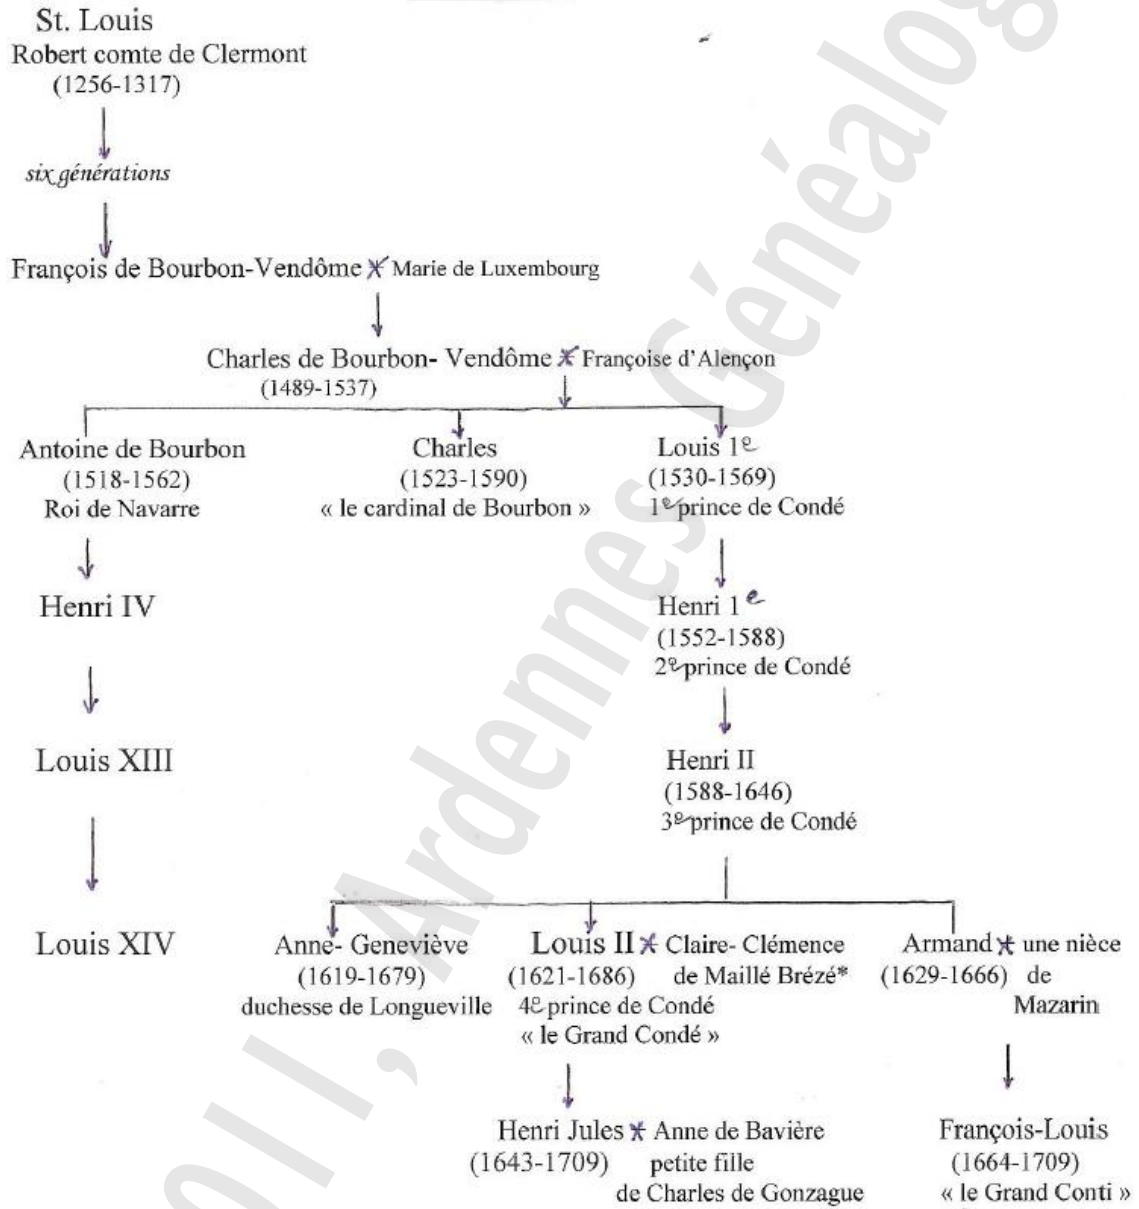 St. Louis
Robert comte de Clermont
(1256-1317)
six générations
François de Bourbon-Vendôme * Marie de Luxembourg
Charles de Bourbon- Vendôme * Françoise d'Alençon
(1489-1537)
Antoine de Bourbon
(1518-1562)
Roi de Navarre
Charles
(1523-1590)
« le cardinal de Bourbon »
Louis 1e
(1530-1569)
1e prince de Condé
Henri IV
Henri 1e
(1552-1588)
2e prince de Condé
Louis XIII
Henri II
(1588-1646)
3e prince de Condé
Louis XIV
Anne- Geneviève
(1619-1679)
duchesse de Longueville
Louis II * Claire- Clémence
(1621-1686) de Maillé Brézé*
4e prince de Condé
« le Grand Condé »
Armand * une nièce
(1629-1666) de
Mazarin
Henri Jules * Anne de Bavière
(1643-1709) petite fille
de Charles de Gonzague
François-Louis
(1664-1709)
« le Grand Conti »
, Ardennes Généalog